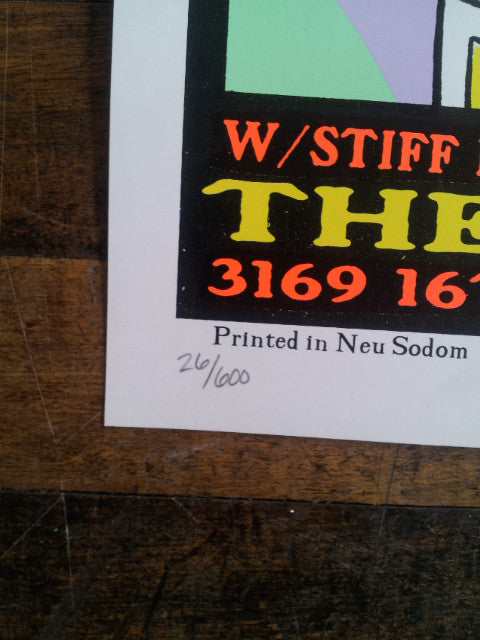 W/STIFF
THE
3169 16
Printed in Neu Sodom
26/600